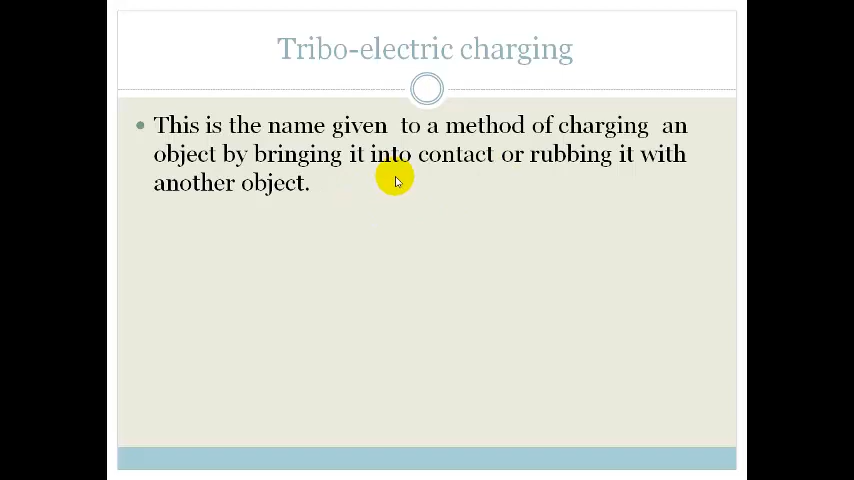 Tribo-electric charging
This is the name given to a method of charging an
object by bringing it into contact or rubbing it with
another object.